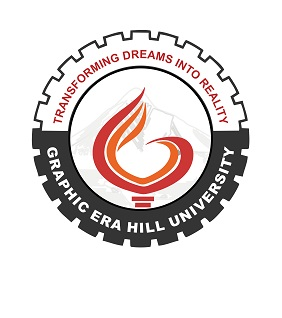 TRANSFORMING DREAMS INTO REALITY
GRAPHIC ERA HILL UNIVERSITY